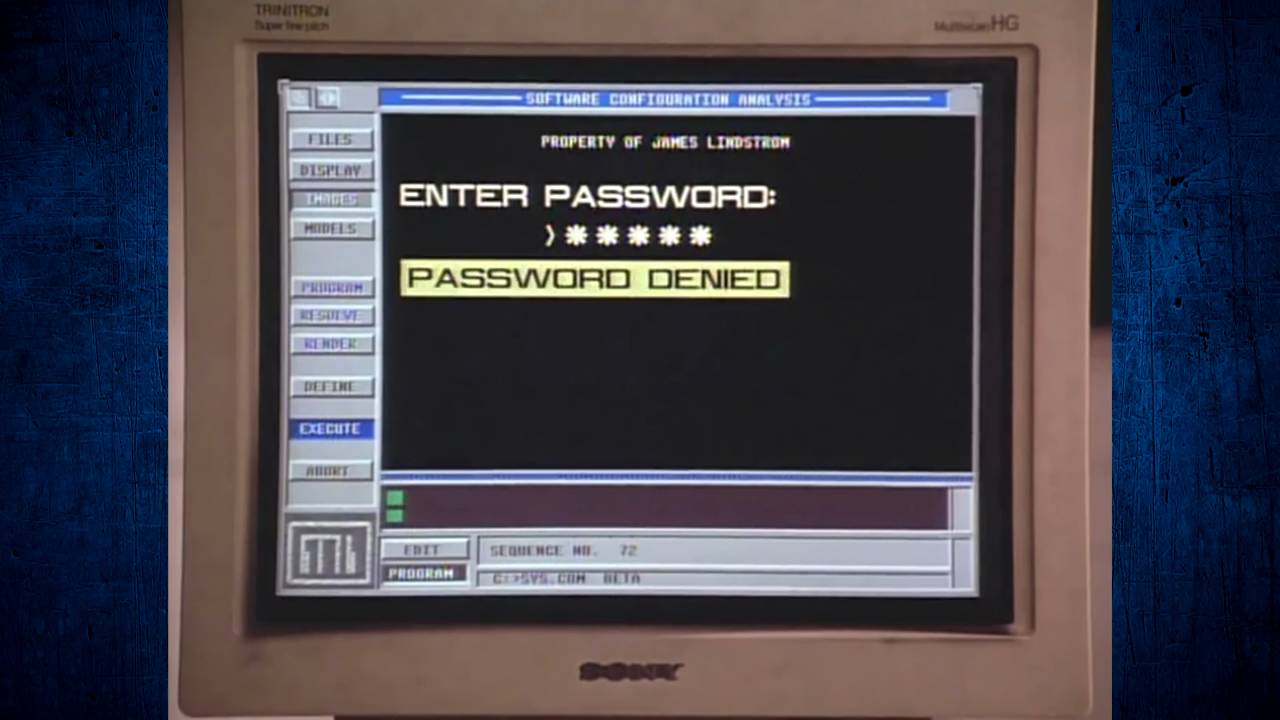 TRINITRON
Super fine pitch
Multiscan HG
SOFTWARE CONFIGURATION ANALYSIS
FILES
DISPLAY
IMAGES
MODELS
PROGRAM
RESOLVE
RENDER
DEFINE
EXECUTE
ABORT
PROPERTY OF JAMES LINDSTROM
ENTER PASSWORD:
>*****
PASSWORD DENIED
EDIT
SEQUENCE NO. 72
PROGRAM
C:>SYS.COM BETA
SONY